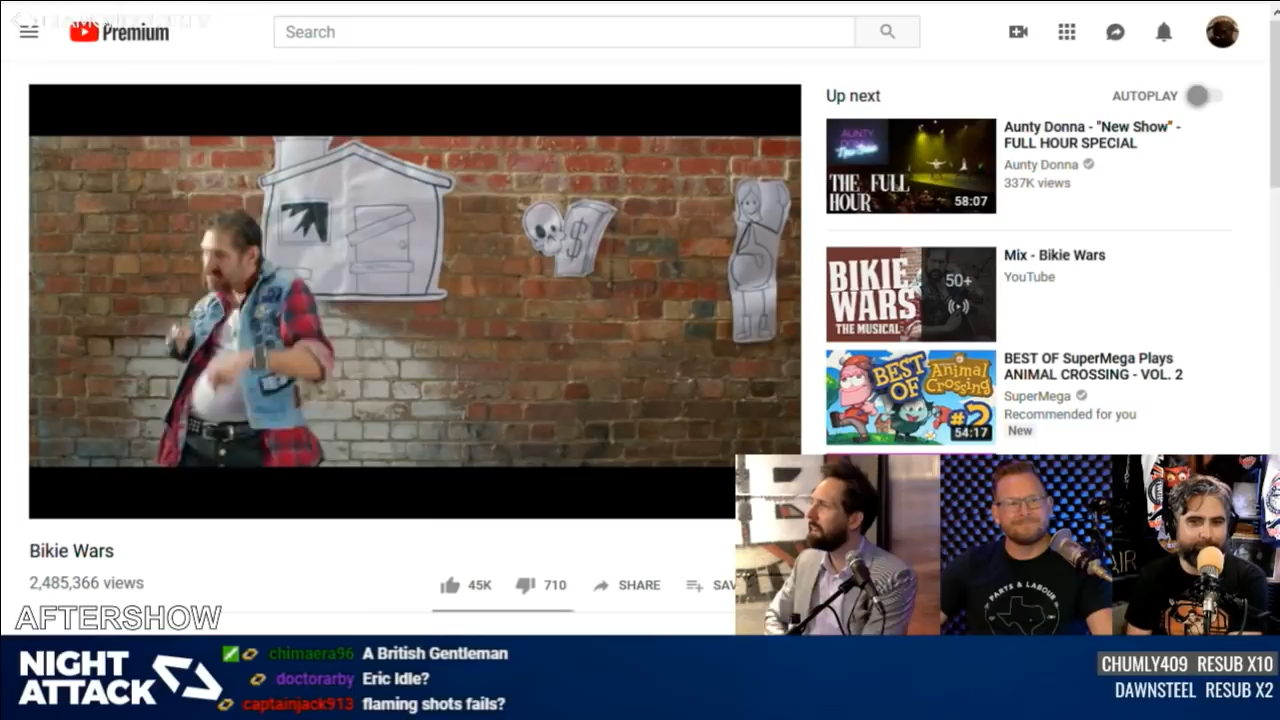 Premium
Search
Up next
AUTOPLAY
AUNTY
THE FULL
HOUR
58:07
Aunty Donna - "New Show" -
FULL HOUR SPECIAL
Aunty Donna
337K views
BIKIE
WARS
THE MUSICAL
50+
Mix - Bikie Wars
YouTube
BEST
OF
Animal
Crossing
#2
54:17
BEST OF SuperMega Plays
ANIMAL CROSSING - VOL. 2
SuperMega
Recommended for you
New
$
Bikie Wars
2,485,366 views
45K
710
SHARE
SAV
PARTS & LABOUR
AFTERSHOW
NIGHT
ATTACK
chimaera96 A British Gentleman
doctorarby Eric Idle?
captainjack913 flaming shots fails?
CHUMLY409 RESUB X10
DAWNSTEEL RESUB X2